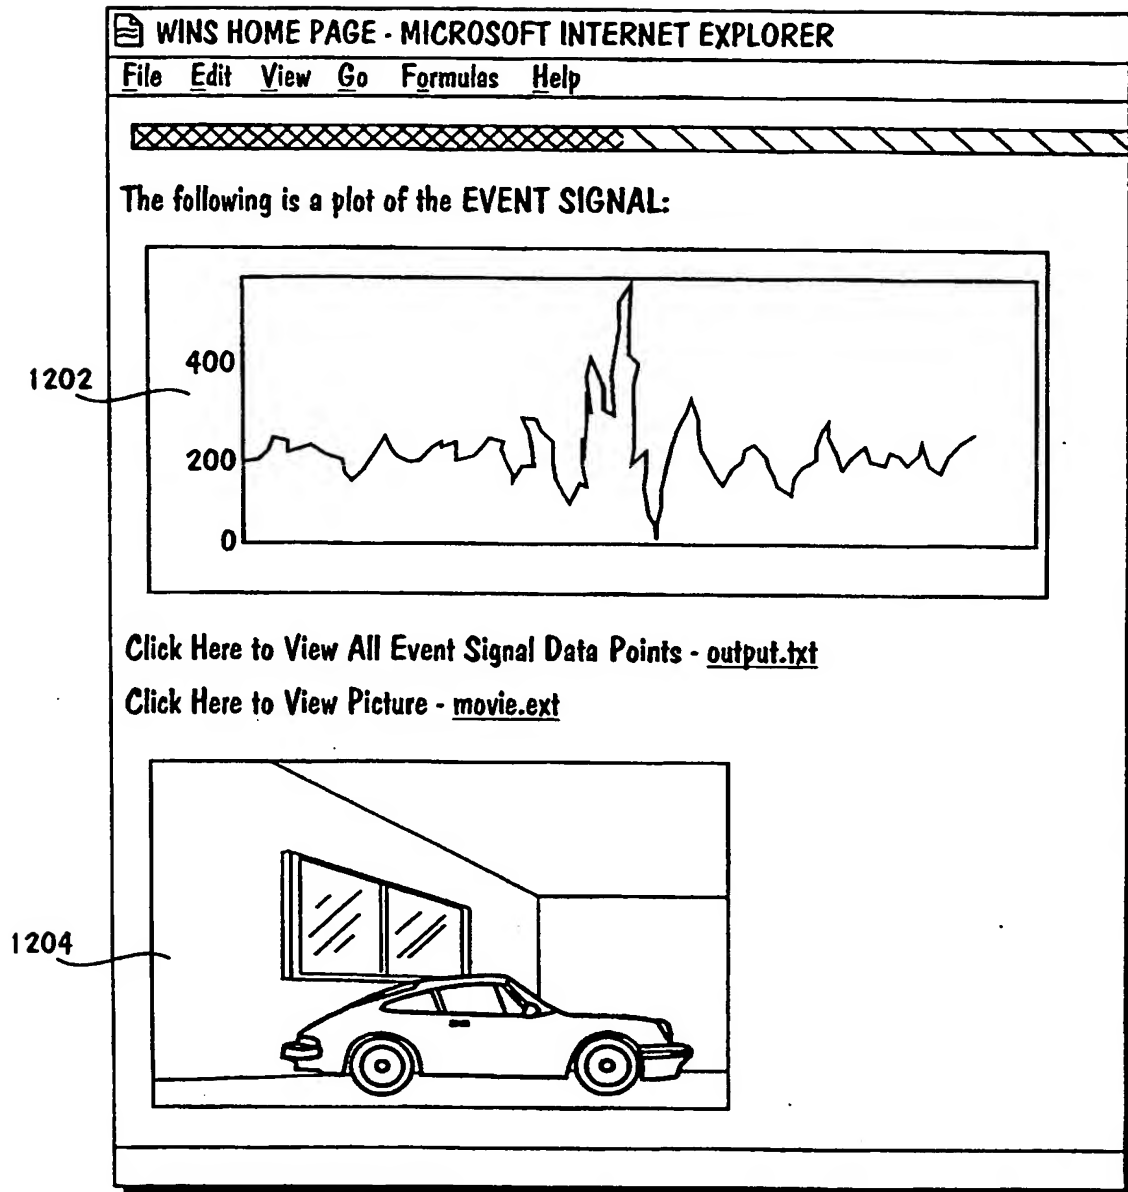 WINS HOME PAGE - MICROSOFT INTERNET EXPLORER
File Edit View Go Formulas Help
The following is a plot of the EVENT SIGNAL:
400
1202
200
0
Click Here to View All Event Signal Data Points - output.txt
Click Here to View Picture - movie.ext
1204